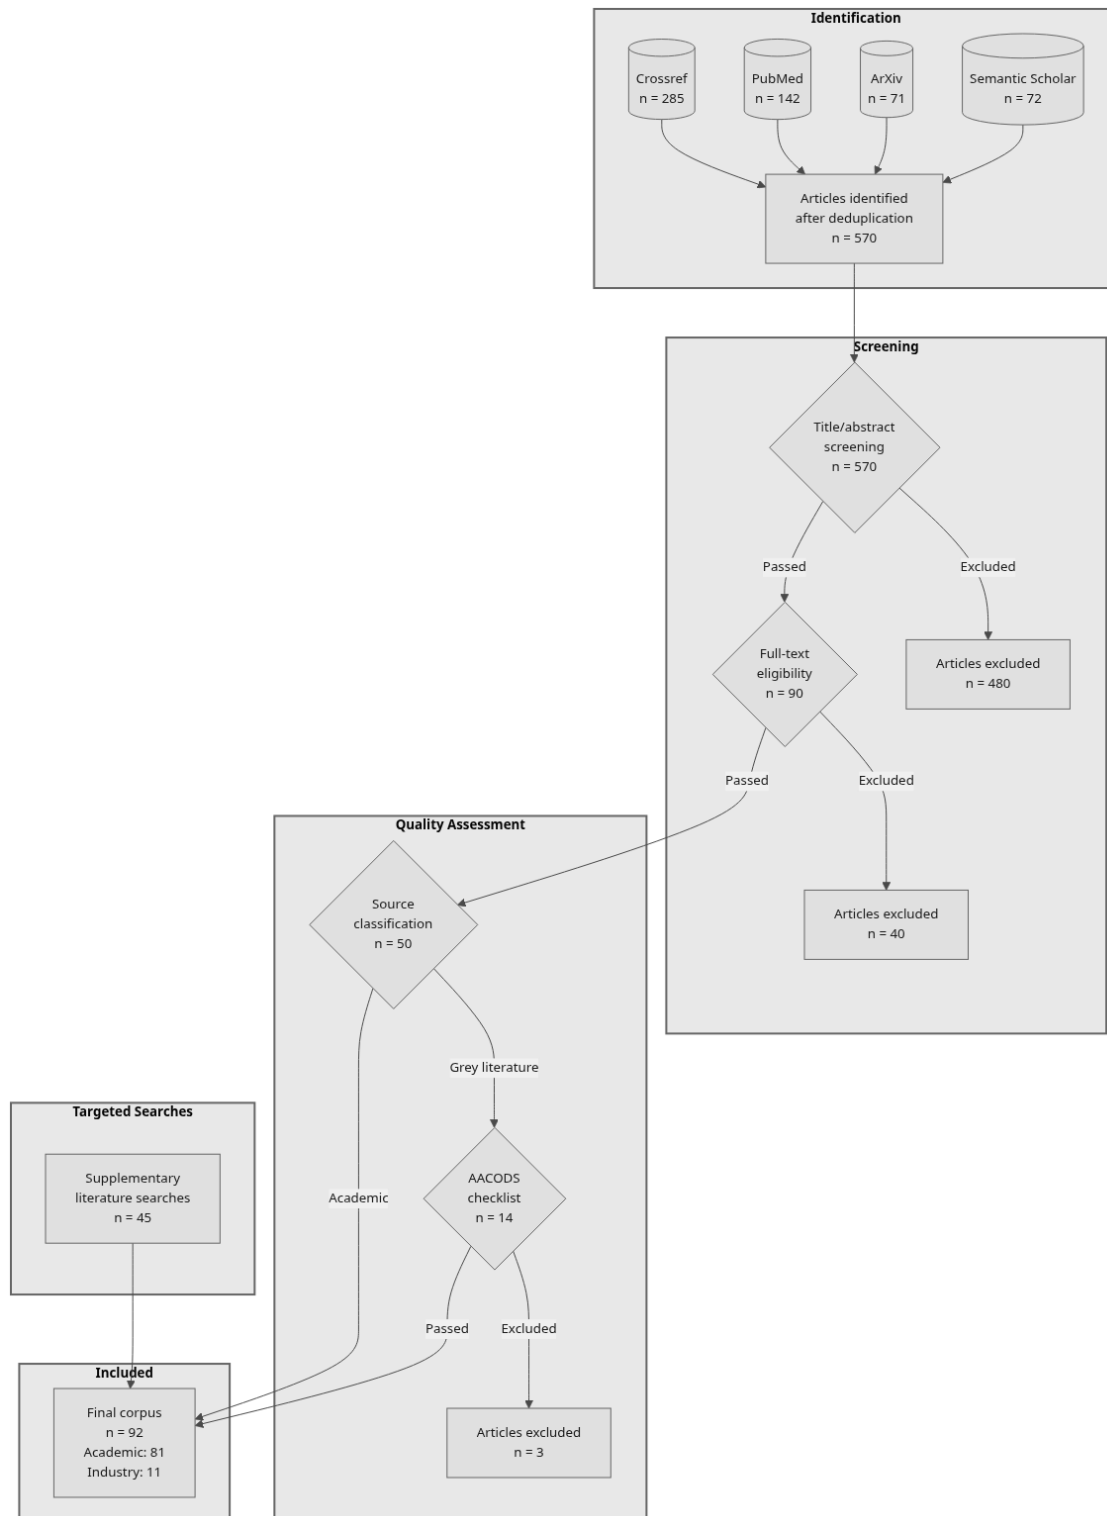 Identification
Crossref
n = 285
PubMed
n = 142
ArXiv
n = 71
Semantic Scholar
n = 72
Articles identified
after deduplication
n = 570
Screening
Title/abstract
screening
n = 570
Passed
Excluded
Full-text
eligibility
n = 90
Articles excluded
n = 480
Passed
Excluded
Articles excluded
n = 40
Quality Assessment
Source
classification
n = 50
Grey literature
Academic
AACODS
checklist
n = 14
Passed
Excluded
Articles excluded
n = 3
Targeted Searches
Supplementary
literature searches
n = 45
Included
Final corpus
n = 92
Academic: 81
Industry: 11